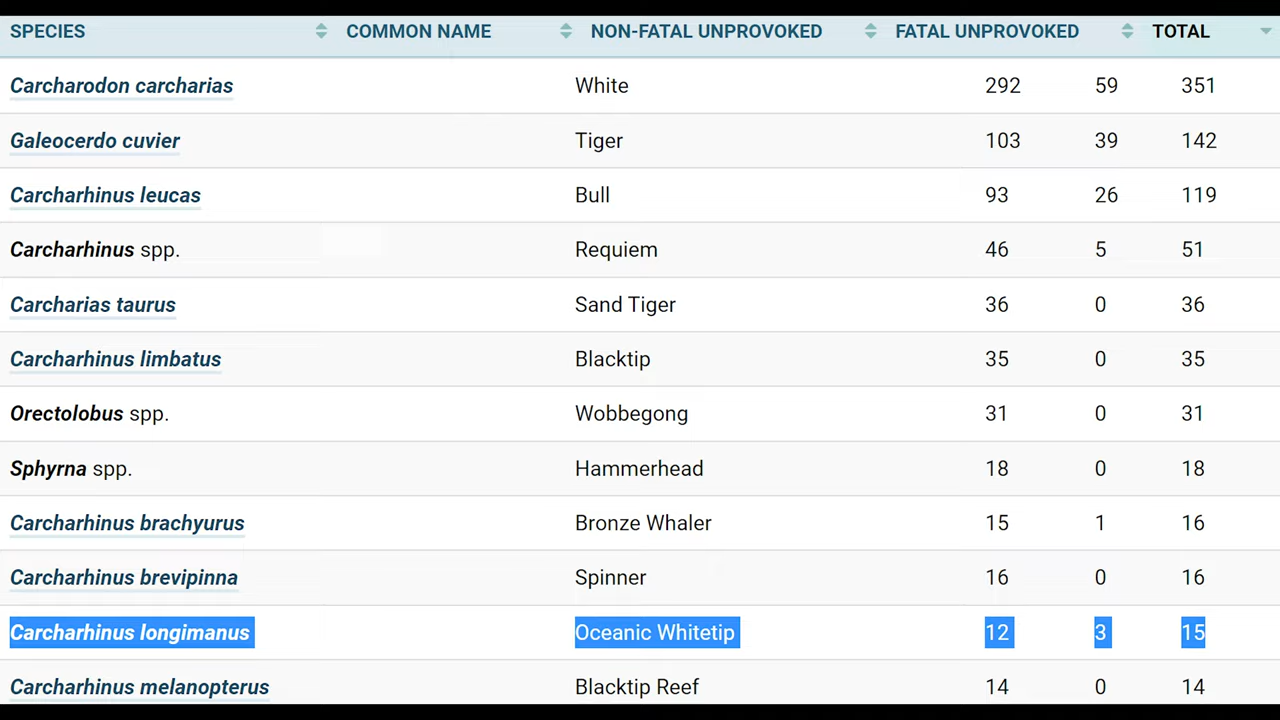 SPECIES COMMON NAME NON-FATAL UNPROVOKED FATAL UNPROVOKED TOTAL
Carcharodon carcharias White 292 59 351
Galeocerdo cuvier Tiger 103 39 142
Carcharhinus leucas Bull 93 26 119
Carcharhinus spp. Requiem 46 5 51
Carcharias taurus Sand Tiger 36 0 36
Carcharhinus limbatus Blacktip 35 0 35
Orectolobus spp. Wobbegong 31 0 31
Sphyrna spp. Hammerhead 18 0 18
Carcharhinus brachyurus Bronze Whaler 15 1 16
Carcharhinus brevipinna Spinner 16 0 16
Carcharhinus longimanus Oceanic Whitetip 12 3 15
Carcharhinus melanopterus Blacktip Reef 14 0 14